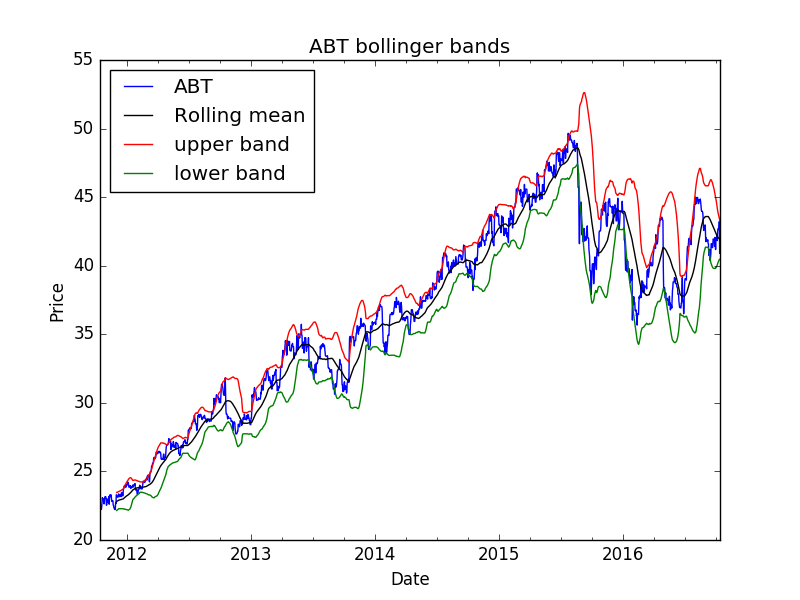 ABT bollinger bands
55
50
45
40
35
30
25
20
Price
ABT
Rolling mean
upper band
lower band
2012 2013 2014 2015 2016
Date